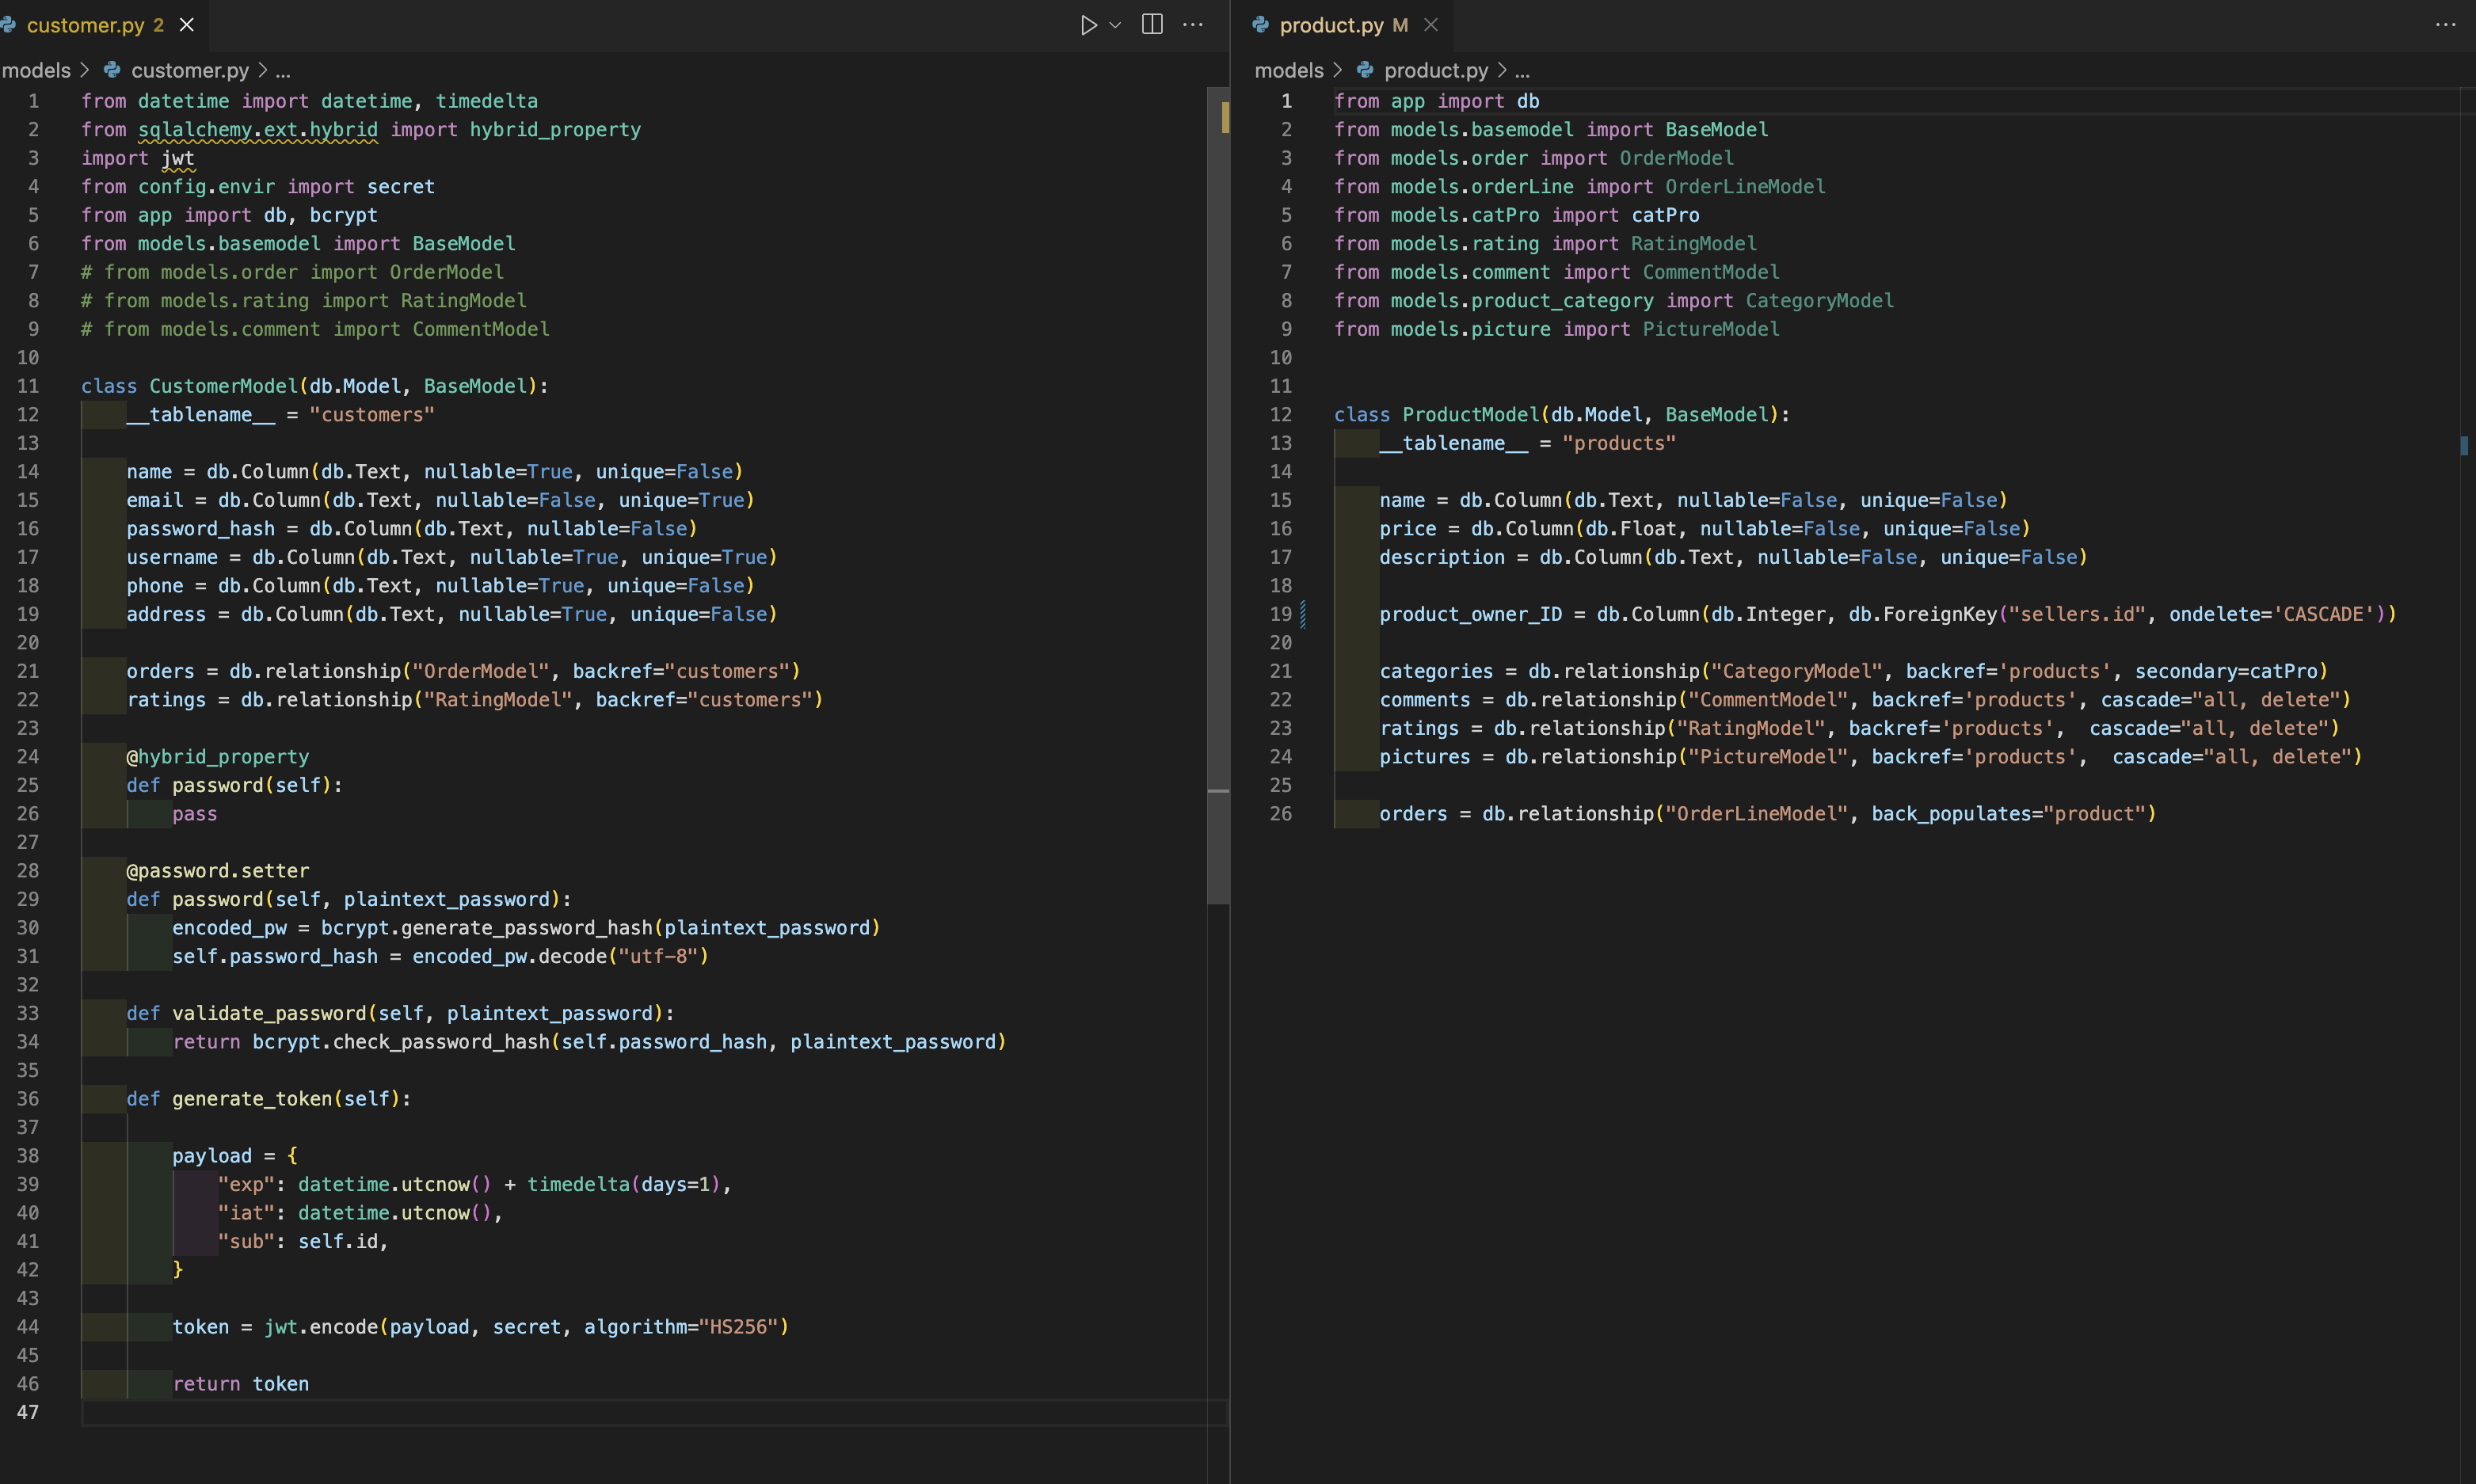 customer.py 2
models > customer.py > ...
1 from datetime import datetime, timedelta
2 from sqlalchemy.ext.hybrid import hybrid_property
3 import jwt
4 from config.envir import secret
5 from app import db, bcrypt
6 from models.basemodel import BaseModel
7 # from models.order import OrderModel
8 # from models.rating import RatingModel
9 # from models.comment import CommentModel
10
11 class CustomerModel(db.Model, BaseModel):
12     __tablename__ = "customers"
13
14     name = db.Column(db.Text, nullable=True, unique=False)
15     email = db.Column(db.Text, nullable=False, unique=True)
16     password_hash = db.Column(db.Text, nullable=False)
17     username = db.Column(db.Text, nullable=True, unique=True)
18     phone = db.Column(db.Text, nullable=True, unique=False)
19     address = db.Column(db.Text, nullable=True, unique=False)
20
21     orders = db.relationship("OrderModel", backref="customers")
22     ratings = db.relationship("RatingModel", backref="customers")
23
24     @hybrid_property
25     def password(self):
26         pass
27
28     @password.setter
29     def password(self, plaintext_password):
30         encoded_pw = bcrypt.generate_password_hash(plaintext_password)
31         self.password_hash = encoded_pw.decode("utf-8")
32
33     def validate_password(self, plaintext_password):
34         return bcrypt.check_password_hash(self.password_hash, plaintext_password)
35
36     def generate_token(self):
37
38         payload = {
39             "exp": datetime.utcnow() + timedelta(days=1),
40             "iat": datetime.utcnow(),
41             "sub": self.id,
42         }
43
44         token = jwt.encode(payload, secret, algorithm="HS256")
45
46         return token
47
product.py M
models > product.py > ...
1 from app import db
2 from models.basemodel import BaseModel
3 from models.order import OrderModel
4 from models.orderLine import OrderLineModel
5 from models.catPro import catPro
6 from models.rating import RatingModel
7 from models.comment import CommentModel
8 from models.product_category import CategoryModel
9 from models.picture import PictureModel
10
11
12 class ProductModel(db.Model, BaseModel):
13     __tablename__ = "products"
14
15     name = db.Column(db.Text, nullable=False, unique=False)
16     price = db.Column(db.Float, nullable=False, unique=False)
17     description = db.Column(db.Text, nullable=False, unique=False)
18
19     product_owner_ID = db.Column(db.Integer, db.ForeignKey("sellers.id", ondelete='CASCADE'))
20
21     categories = db.relationship("CategoryModel", backref='products', secondary=catPro)
22     comments = db.relationship("CommentModel", backref='products', cascade="all, delete")
23     ratings = db.relationship("RatingModel", backref='products',  cascade="all, delete")
24     pictures = db.relationship("PictureModel", backref='products',  cascade="all, delete")
25
26     orders = db.relationship("OrderLineModel", back_populates="product")